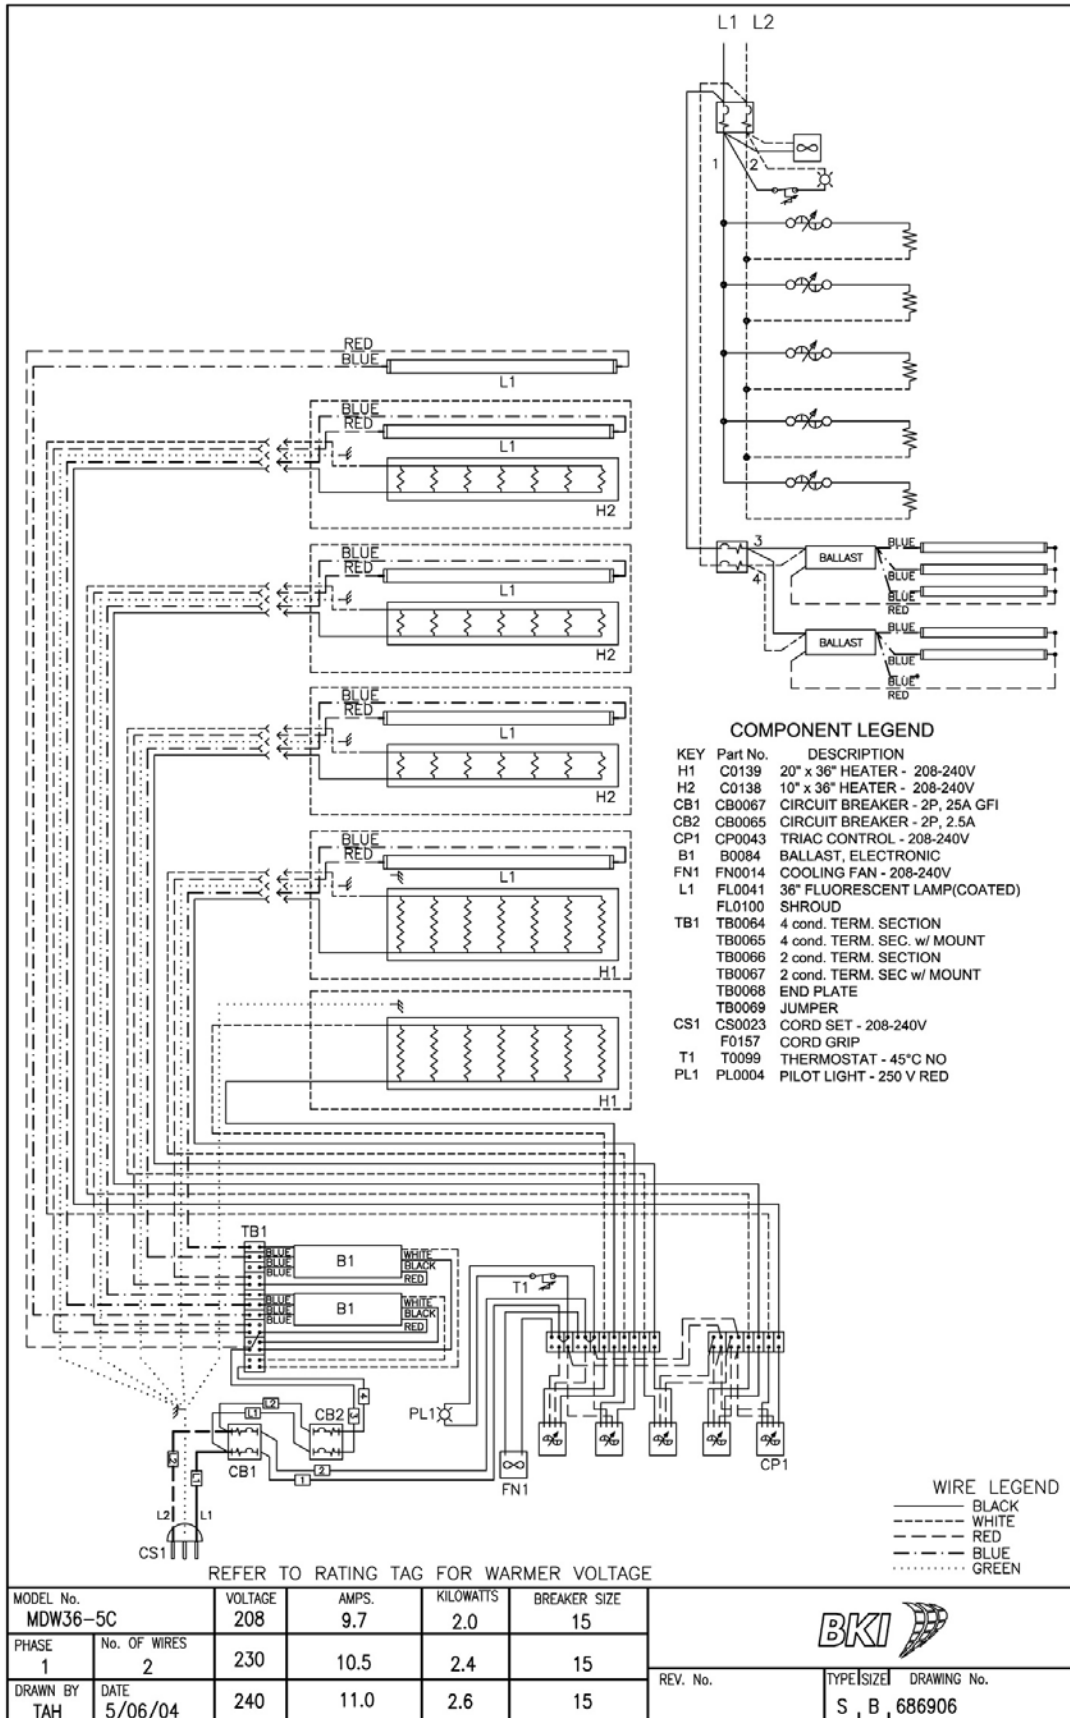 L1 L2
1 2
RED
BLUE
L1
BLUE
RED
L1
H2
3
4
BALLAST
BLUE
BLUE
BLUE
RED
BLUE
RED
L1
H2
BALLAST
BLUE
BLUE
BLUE
RED
BLUE
RED
L1
H2
BLUE
RED
L1
H1
H1
COMPONENT LEGEND
KEY Part No. DESCRIPTION
H1 C0139 20" x 36" HEATER - 208-240V
H2 C0138 10" x 36" HEATER - 208-240V
CB1 CB0067 CIRCUIT BREAKER - 2P, 25A GFI
CB2 CB0065 CIRCUIT BREAKER - 2P, 2.5A
CP1 CP0043 TRIAC CONTROL - 208-240V
B1 B0084 BALLAST, ELECTRONIC
FN1 FN0014 COOLING FAN - 208-240V
L1 FL0041 36" FLUORESCENT LAMP(COATED)
FL0100 SHROUD
TB1 TB0064 4 cond. TERM. SECTION
TB0065 4 cond. TERM. SEC. w/ MOUNT
TB0066 2 cond. TERM. SECTION
TB0067 2 cond. TERM. SEC w/ MOUNT
TB0068 END PLATE
TB0069 JUMPER
CS1 CS0023 CORD SET - 208-240V
F0157 CORD GRIP
T1 T0099 THERMOSTAT - 45°C NO
PL1 PL0004 PILOT LIGHT - 250 V RED
TB1
BLUE
BLUE
BLUE
B1
WHITE
BLACK
RED
BLUE
BLUE
BLUE
B1
WHITE
BLACK
RED
T1
L2
L1
CB2
4
3
PL1
CB1
2
1
FN1
CP1
L2
L1
L2 L1
CS1
WIRE LEGEND
BLACK
WHITE
RED
BLUE
GREEN
REFER TO RATING TAG FOR WARMER VOLTAGE
MODEL No. VOLTAGE AMPS. KILOWATTS BREAKER SIZE
MDW36-5C 208 9.7 2.0 15
PHASE No. OF WIRES
1 2 230 10.5 2.4 15
DRAWN BY DATE
TAH 5/06/04 240 11.0 2.6 15
BKI
REV. No. TYPE SIZE DRAWING No.
S B 686906